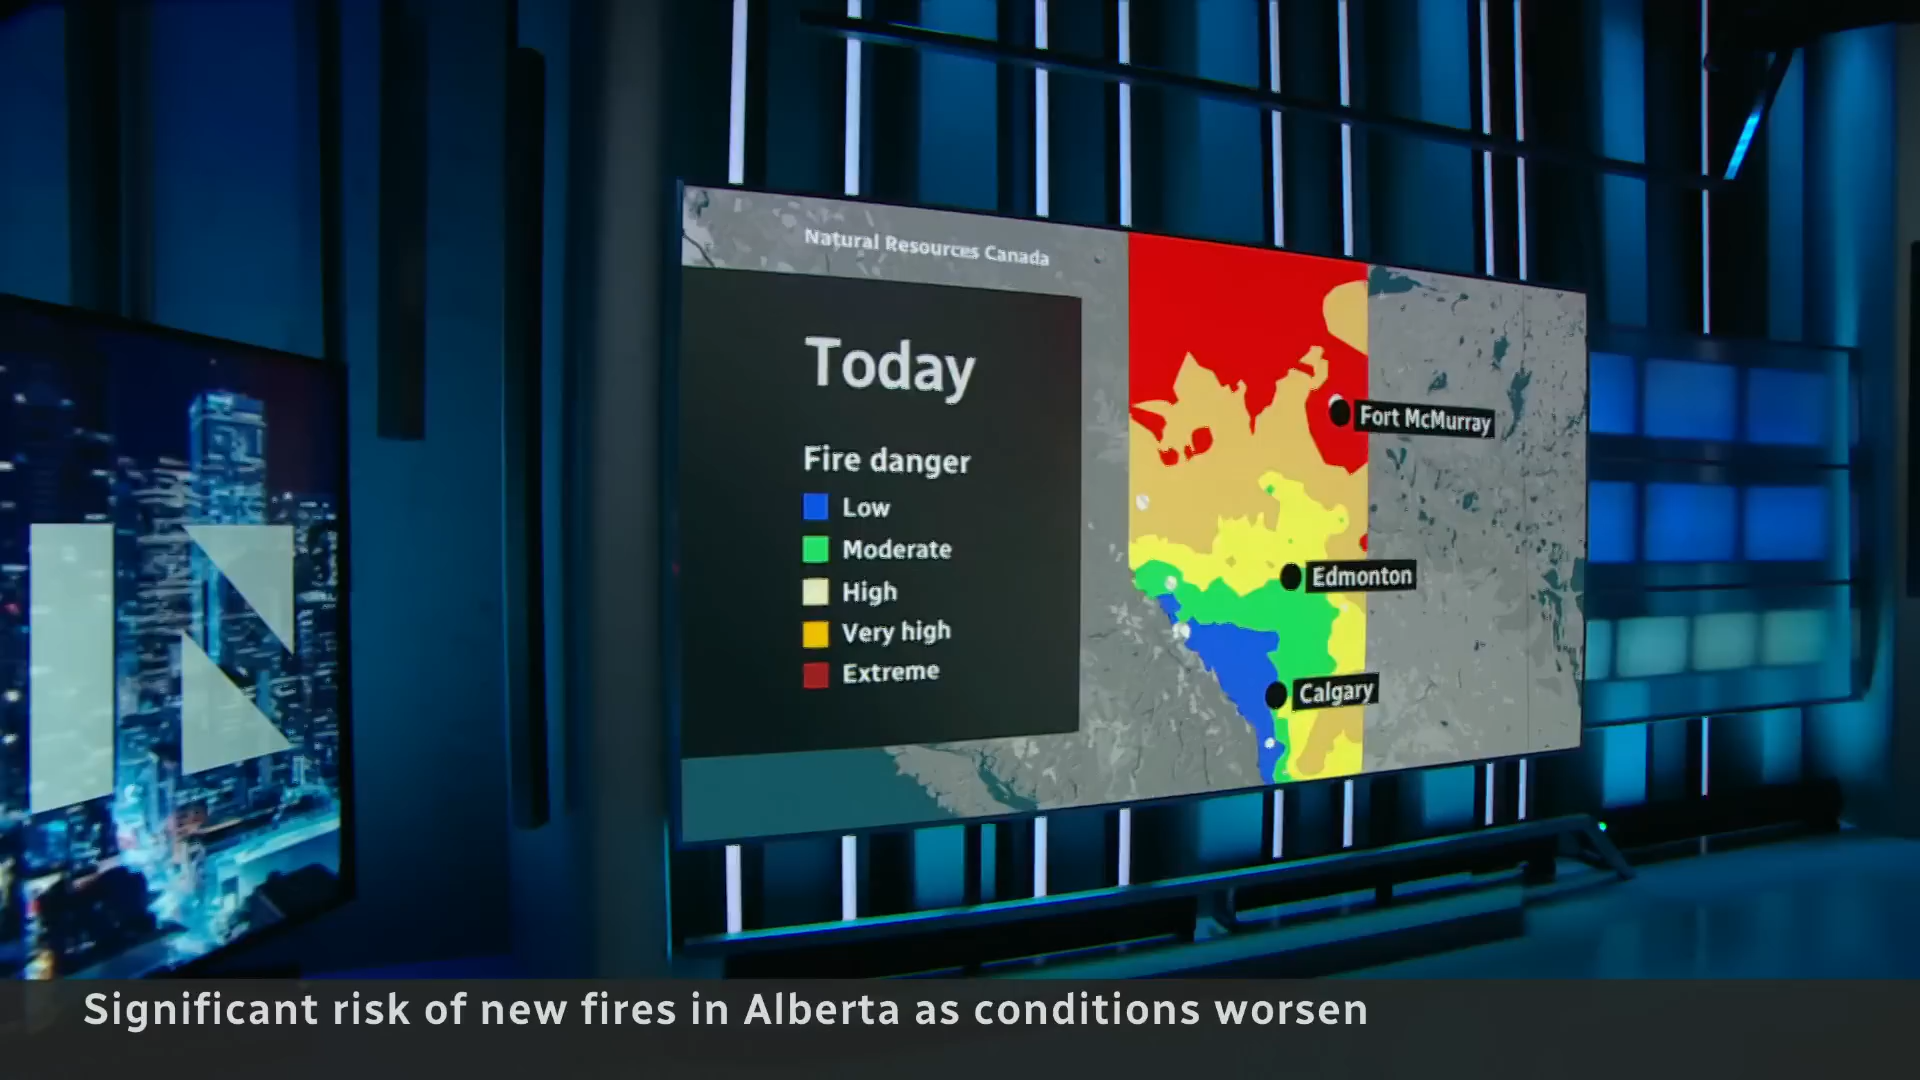 Natural Resources Canada
Today
Fire danger
Low
Moderate
High
Very high
Extreme
Fort McMurray
Edmonton
Calgary
Significant risk of new fires in Alberta as conditions worsen